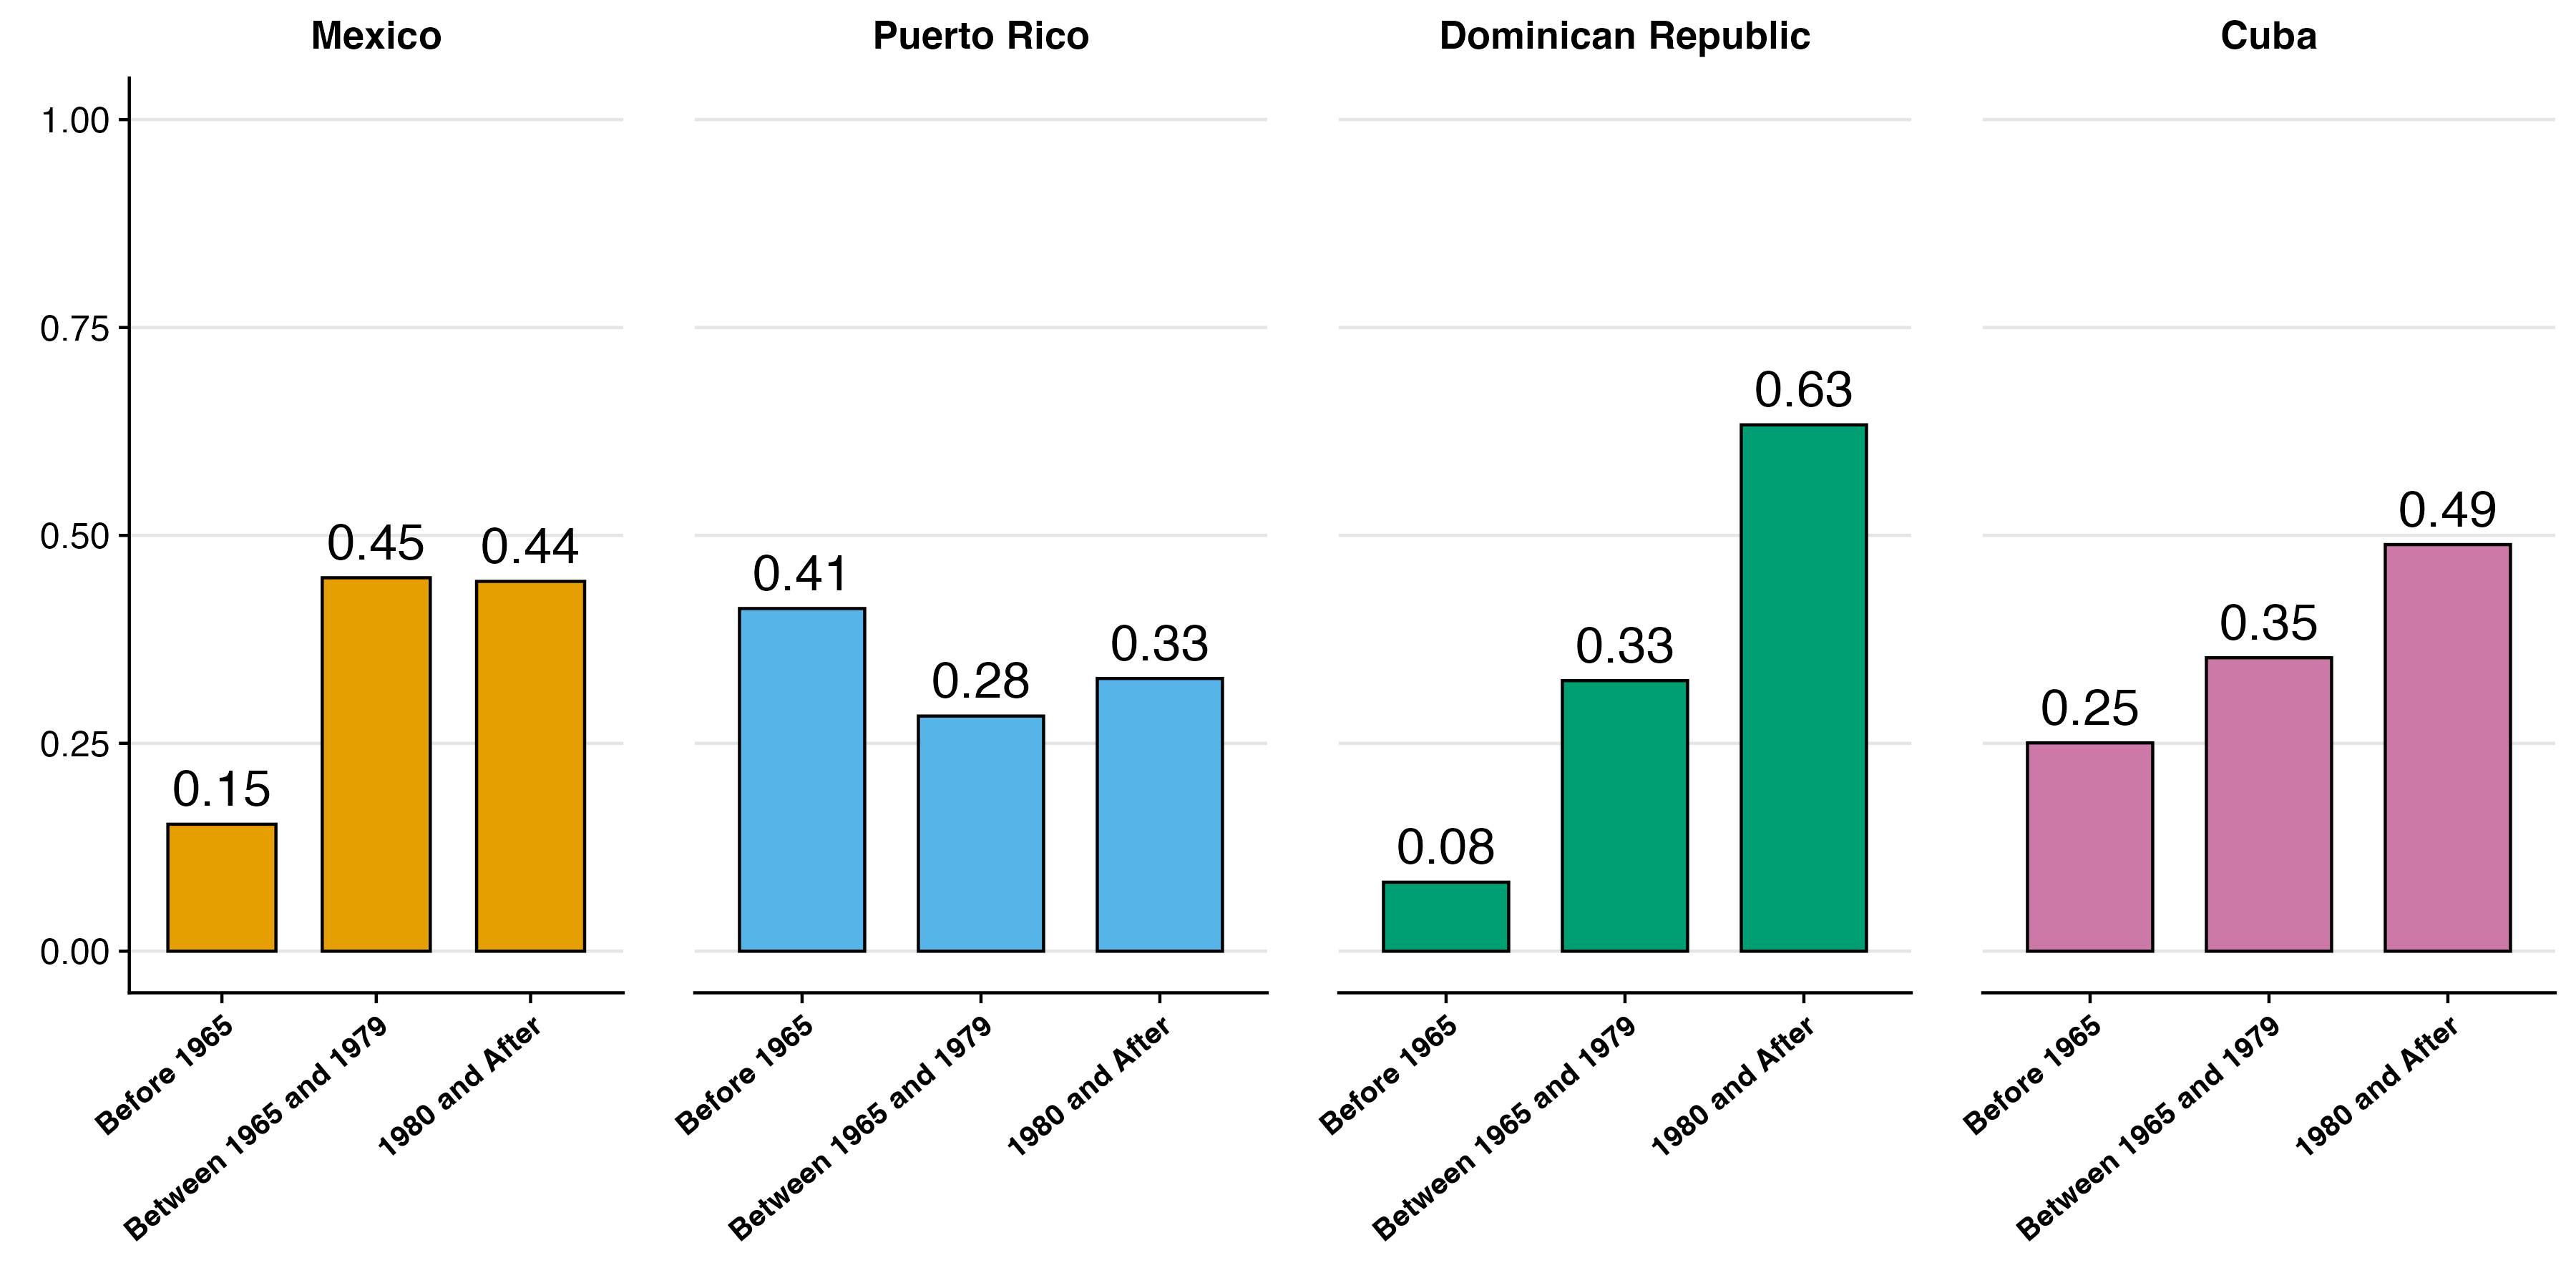 Mexico
Puerto Rico
Dominican Republic
Cuba
1.00
0.75
0.50
0.25
0.00
0.15
0.45
0.44
0.41
0.28
0.33
0.08
0.33
0.63
0.25
0.35
0.49
Before 1965
Between 1965 and 1979
1980 and After
Before 1965
Between 1965 and 1979
1980 and After
Before 1965
Between 1965 and 1979
1980 and After
Before 1965
Between 1965 and 1979
1980 and After